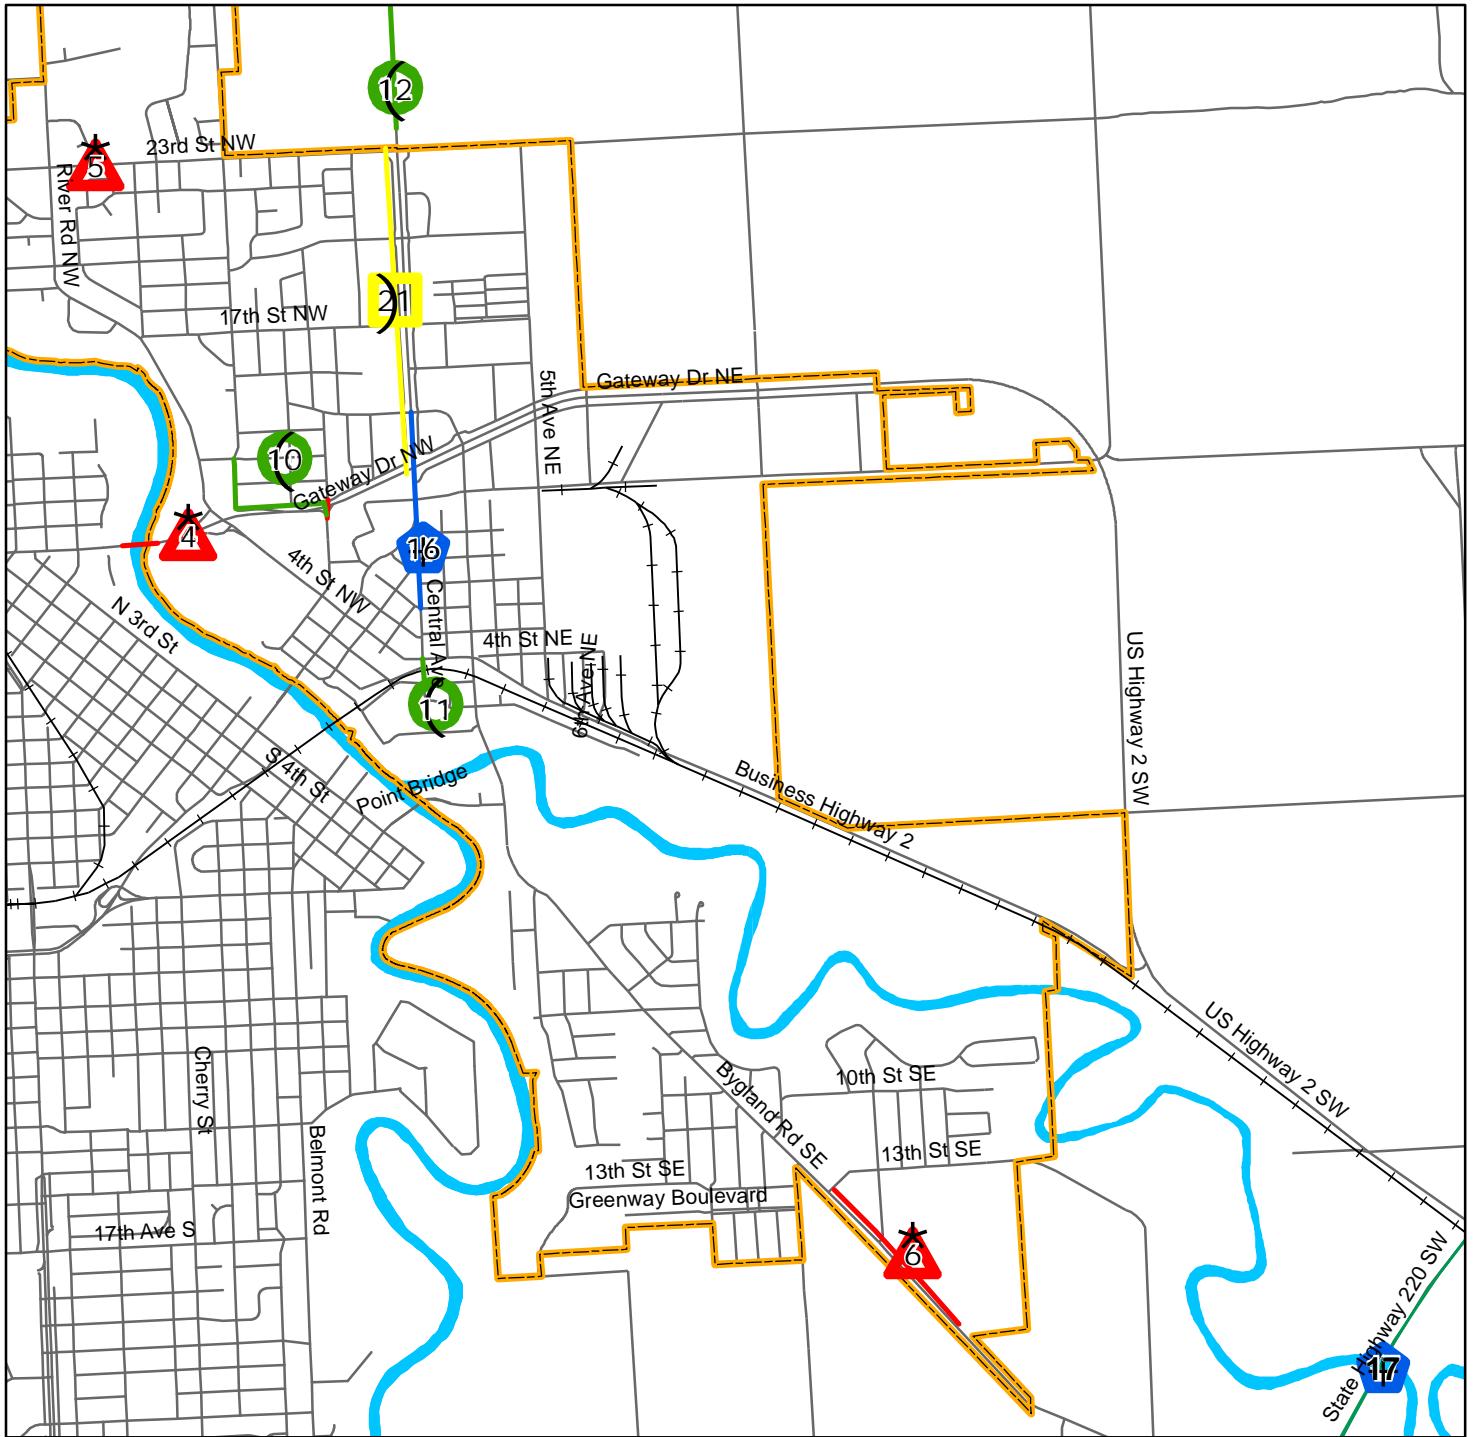 12
23rd St NW
5
River Rd NW
21
17th St NW
Gateway Dr NE
5th Ave NE
10
Gateway Dr NW
4
16
4th St NW
Central Ave
N 3rd St
4th St NE
6th Ave NE
US Highway 2 SW
11
S 4th St
Point Bridge
Business Highway 2
US Highway 2 SW
Cherry St
Bygland Rd SE
10th St SE
Belmont Rd
13th St SE
13th St SE
Greenway Boulevard
17th Ave S
6
State Highway 220 SW
17